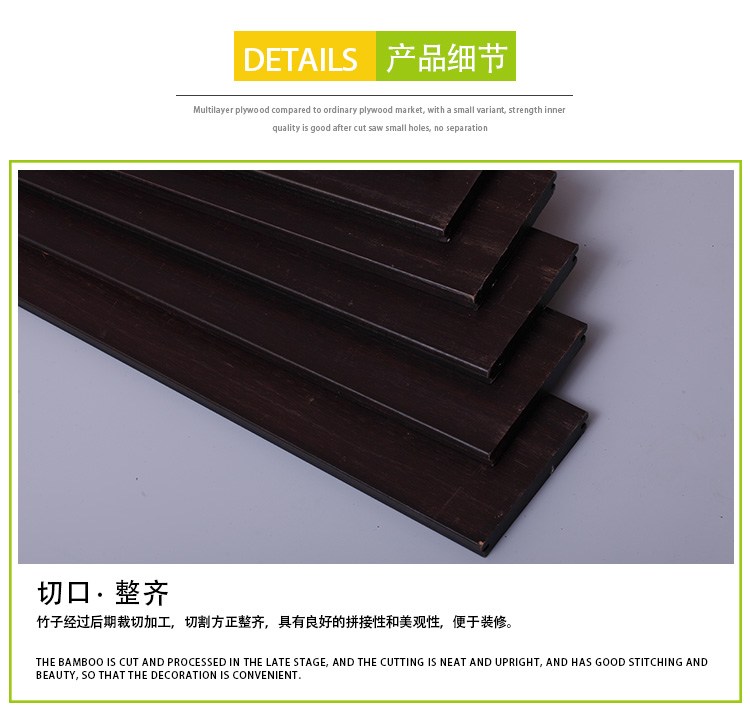 DETAILS 产品细节
Multilayer plywood compared to ordinary plywood market, with a small variant, strength inner
quality is good after cut saw small holes, no separation
切口·整齐
竹子经过后期裁切加工，切割方正整齐，具有良好的拼接性和美观性，便于装修。
THE BAMBOO IS CUT AND PROCESSED IN THE LATE STAGE, AND THE CUTTING IS NEAT AND UPRIGHT, AND HAS GOOD STITCHING AND
BEAUTY, SO THAT THE DECORATION IS CONVENIENT.